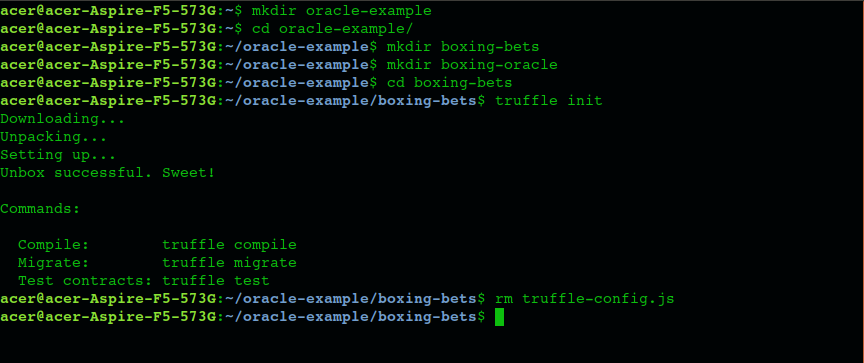 acer@acer-Aspire-F5-573G:~$ mkdir oracle-example
acer@acer-Aspire-F5-573G:~$ cd oracle-example/
acer@acer-Aspire-F5-573G:~/oracle-example$ mkdir boxing-bets
acer@acer-Aspire-F5-573G:~/oracle-example$ mkdir boxing-oracle
acer@acer-Aspire-F5-573G:~/oracle-example$ cd boxing-bets
acer@acer-Aspire-F5-573G:~/oracle-example/boxing-bets$ truffle init
Downloading...
Unpacking...
Setting up...
Unbox successful. Sweet!

Commands:

  Compile:        truffle compile
  Migrate:        truffle migrate
  Test contracts: truffle test
acer@acer-Aspire-F5-573G:~/oracle-example/boxing-bets$ rm truffle-config.js
acer@acer-Aspire-F5-573G:~/oracle-example/boxing-bets$